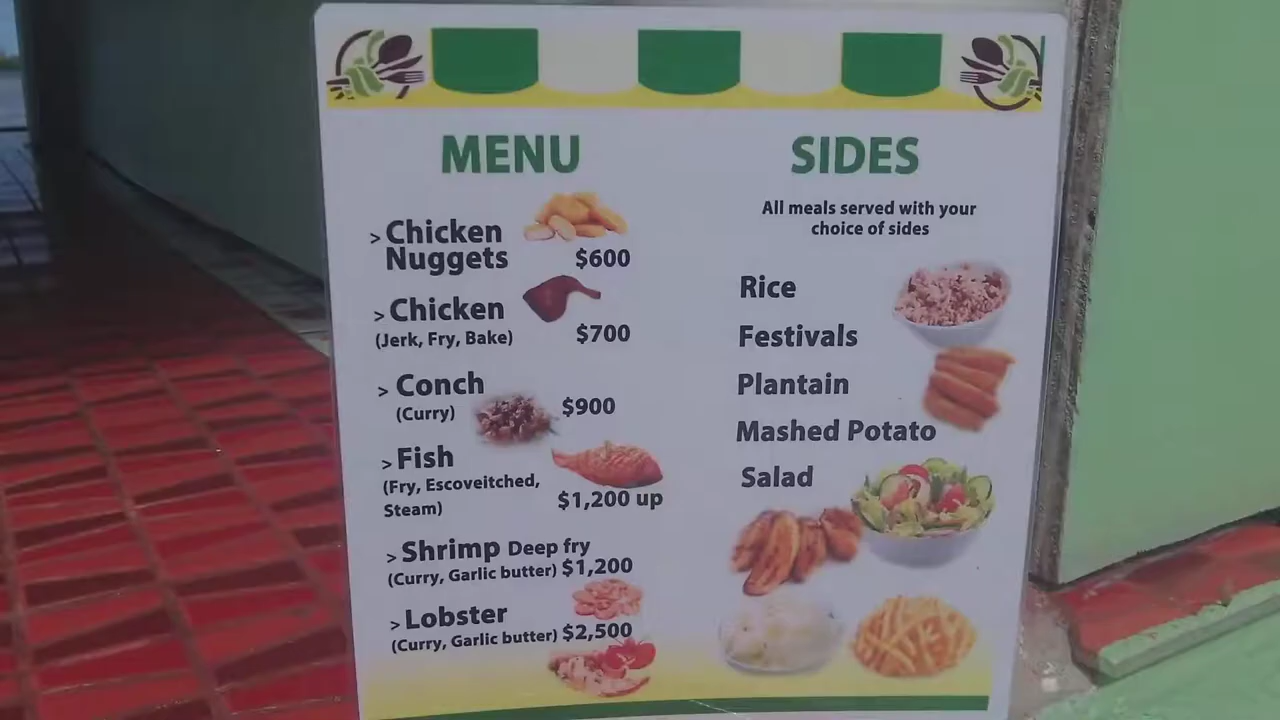 MENU
> Chicken
Nuggets $600
> Chicken
(Jerk, Fry, Bake) $700
> Conch
(Curry) $900
> Fish
(Fry, Escoveitched,
Steam) $1,200 up
> Shrimp Deep fry
(Curry, Garlic butter) $1,200
> Lobster
(Curry, Garlic butter) $2,500
SIDES
All meals served with your
choice of sides
Rice
Festivals
Plantain
Mashed Potato
Salad